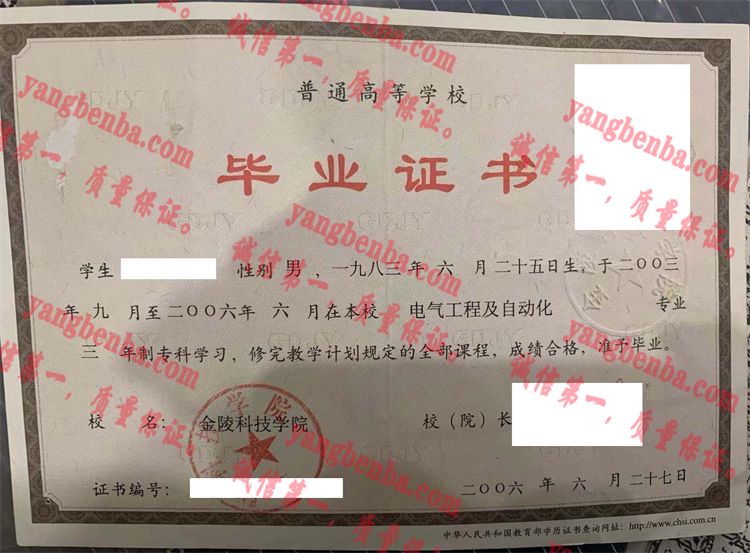 普通高等学校
毕业证书
学生 性别 男 ,一九八三年 六 月二十五日生,于二〇〇三
年 九 月至二〇〇六年 六 月在本校 电气工程及自动化 专业
三 年制专科学习,修完教学计划规定的全部课程,成绩合格,准予毕业。
校 名: 金陵科技学院 校(院)长
证书编号: 二〇〇六 年 六 月二十七日
中华人民共和国教育部学历证书查询网址:http://www.chsi.com.cn
yangbenba.com
诚信第一,质量保证。